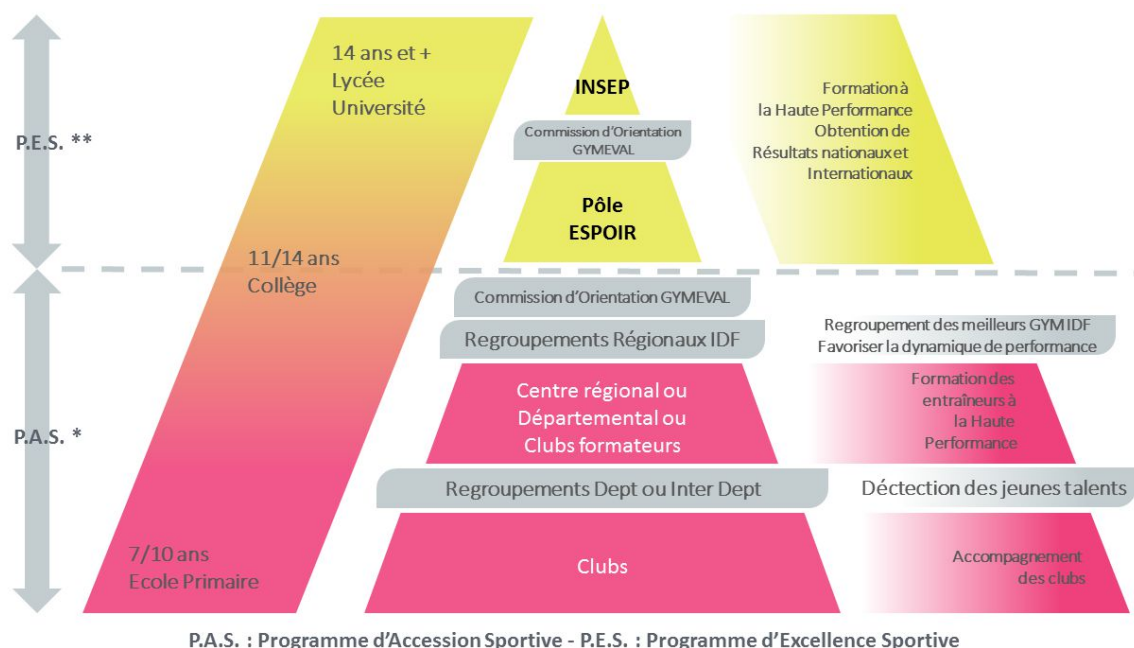 14 ans et +
Lycée
Université
INSEP
Commission d'Orientation
GYMEVAL
Formation à
la Haute Performance
Obtention de
Résultats nationaux et
Internationaux
P.E.S. **
Pôle
ESPOIR
11/14 ans
Collège
Commission d'Orientation GYMEVAL
Regroupements Régionaux IDF
Regroupement des meilleurs GYM IDF
Favoriser la dynamique de performance
Centre régional ou
Départemental ou
Clubs formateurs
Formation des
entraîneurs à
la Haute
Performance
P.A.S. *
Regroupements Dept ou Inter Dept
Déctection des jeunes talents
7/10 ans
Ecole Primaire
Clubs
Accompagnement
des clubs
P.A.S. : Programme d'Accession Sportive - P.E.S. : Programme d'Excellence Sportive